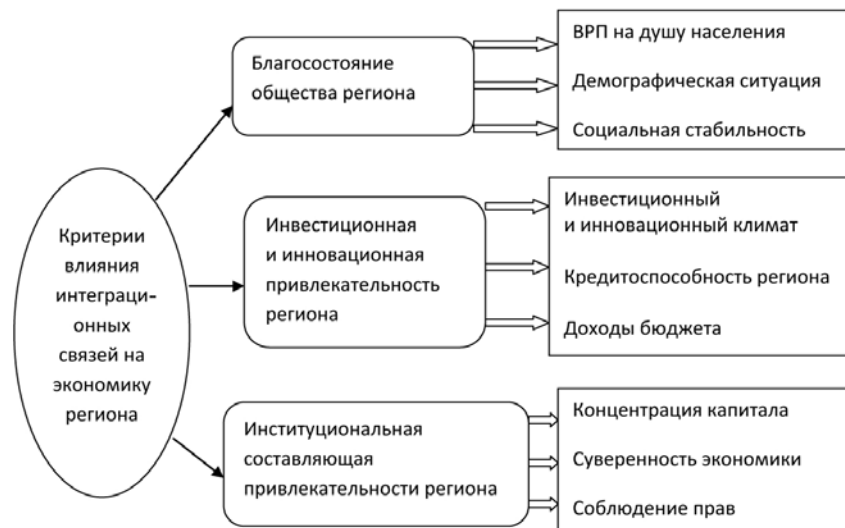 Критерии
влияния
интеграци-
онных
связей на
экономику
региона
Благосостояние
общества региона
ВРП на душу населения
Демографическая ситуация
Социальная стабильность
Инвестиционная
и инновационная
привлекательность
региона
Инвестиционный
и инновационный климат
Кредитоспособность региона
Доходы бюджета
Институциональная
составляющая
привлекательности региона
Концентрация капитала
Суверенность экономики
Соблюдение прав